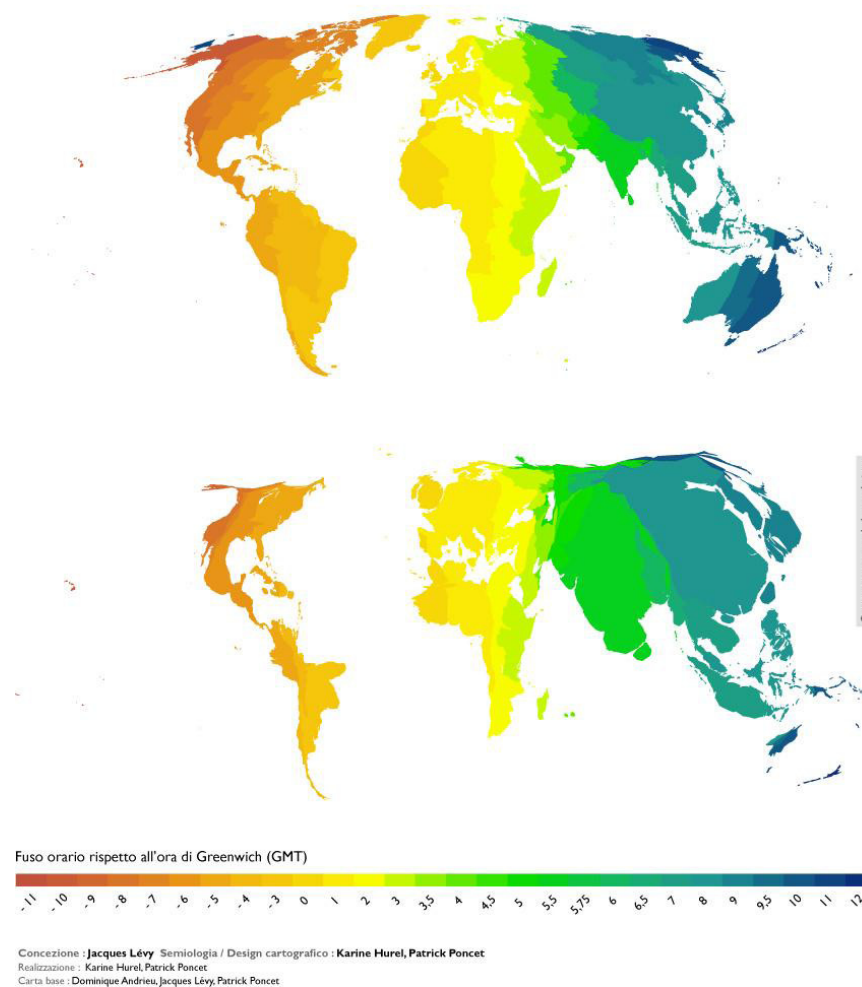 Fuso orario rispetto all'ora di Greenwich (GMT)
-11 -10 -9 -8 -7 -6 -5 -4 -3 0 1 2 3 3,5 4 4,5 5 5,5 5,75 6 6,5 7 8 9 9,5 10 11 12
Concezione : Jacques Lévy Semiologia / Design cartografico : Karine Hurel, Patrick Poncet
Realizzazione : Karine Hurel, Patrick Poncet
Carta base : Dominique Andrieu, Jacques Lévy, Patrick Poncet